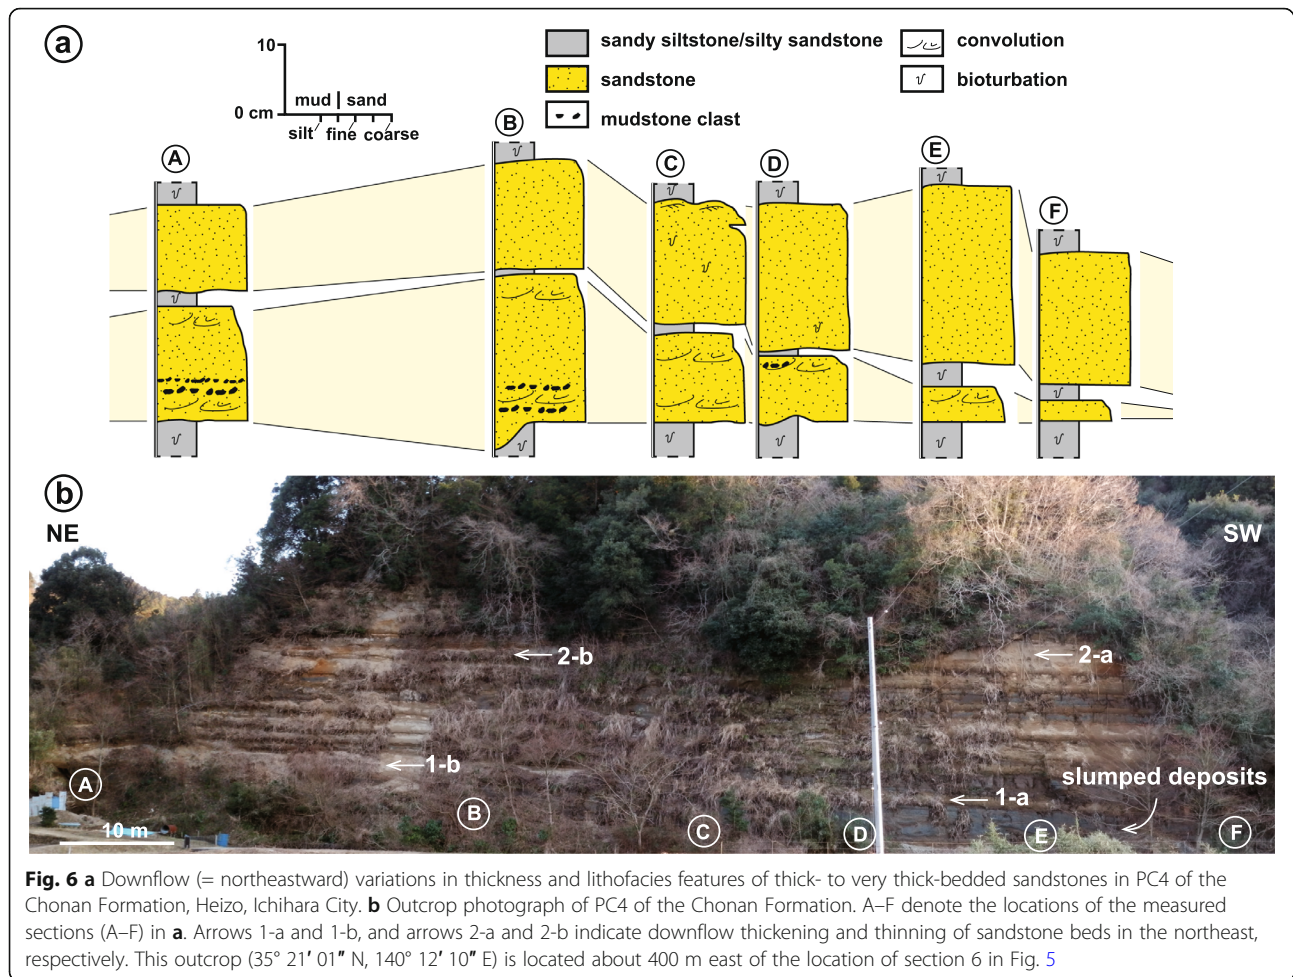 a
10
0 cm
mud | sand
silt fine coarse
sandy siltstone/silty sandstone
sandstone
mudstone clast
convolution
bioturbation
A
B
C
D
E
F
b
NE
SW
2-b
2-a
1-b
1-a
slumped deposits
A
B
C
D
E
F
10 m
Fig. 6 a Downflow (= northeastward) variations in thickness and lithofacies features of thick- to very thick-bedded sandstones in PC4 of the
Chonan Formation, Heizo, Ichihara City. b Outcrop photograph of PC4 of the Chonan Formation. A–F denote the locations of the measured
sections (A–F) in a. Arrows 1-a and 1-b, and arrows 2-a and 2-b indicate downflow thickening and thinning of sandstone beds in the northeast,
respectively. This outcrop (35° 21′ 01″ N, 140° 12′ 10″ E) is located about 400 m east of the location of section 6 in Fig. 5